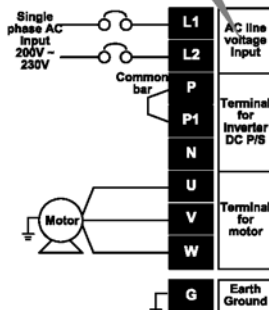 Single
phase AC
Input
200V ~
230V
Common
bar
Motor
L1
L2
P
P1
N
U
V
W
G
AC line
voltage
Input
Terminal
for
Inverter
DC P/S
Terminal
for
motor
Earth
Ground